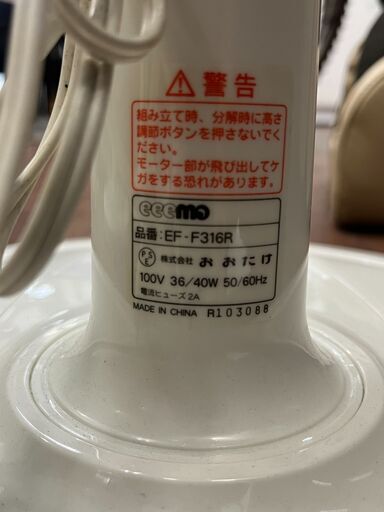 警告
組み立て時、分解時に高さ
調節ボタンを押さないでく
ださい。
モーター部が飛び出してケ
ガをする恐れがあります。
eeemo
品番:EF-F316R
PSE 株式会社 おおたけ
100V 36/40W 50/60Hz
電流ヒューズ 2A
MADE IN CHINA R103088